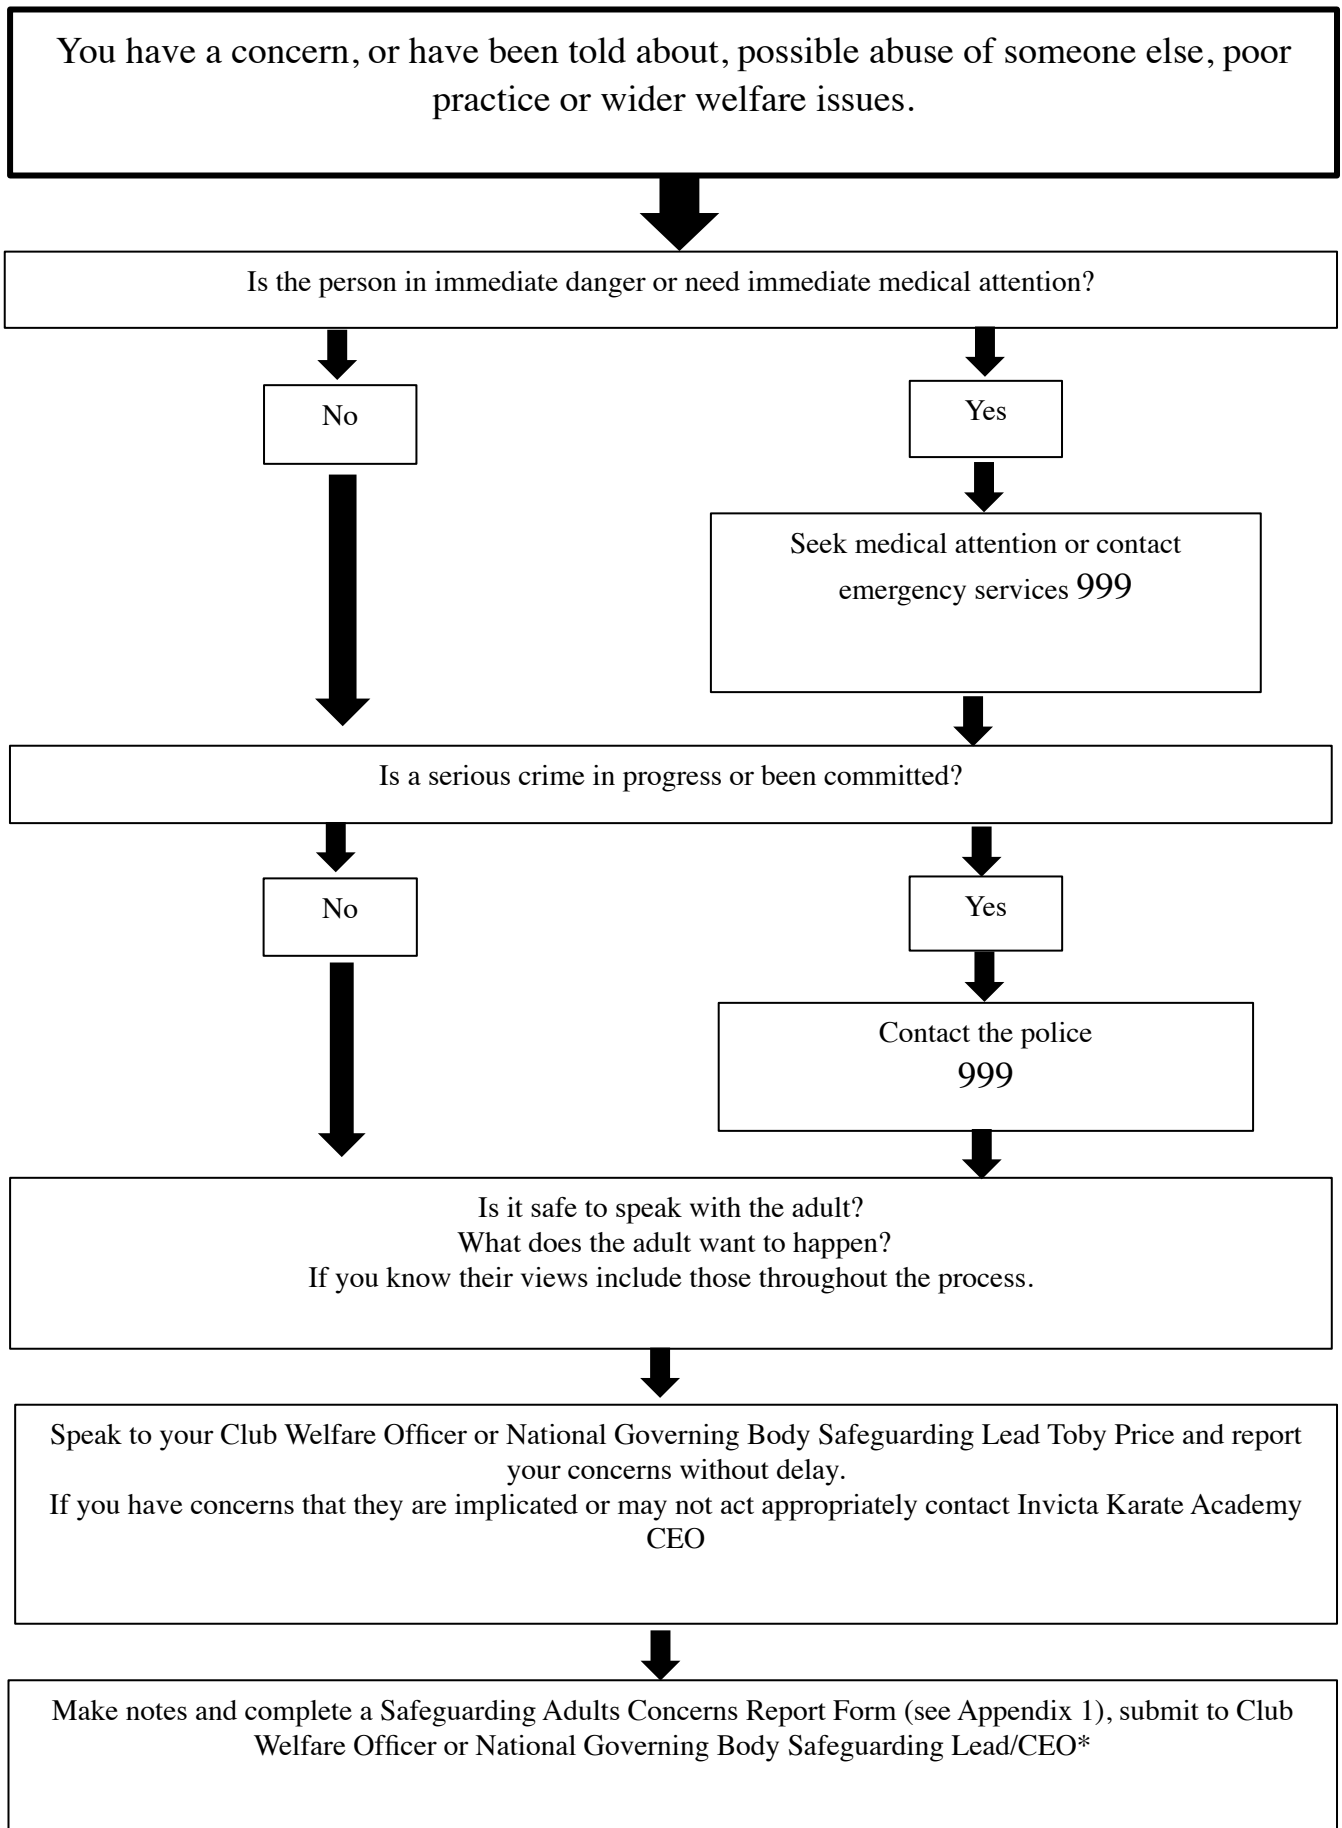 You have a concern, or have been told about, possible abuse of someone else, poor
practice or wider welfare issues.
Is the person in immediate danger or need immediate medical attention?
No
Yes
Seek medical attention or contact
emergency services 999
Is a serious crime in progress or been committed?
No
Yes
Contact the police
999
Is it safe to speak with the adult?
What does the adult want to happen?
If you know their views include those throughout the process.
Speak to your Club Welfare Officer or National Governing Body Safeguarding Lead Toby Price and report
your concerns without delay.
If you have concerns that they are implicated or may not act appropriately contact Invicta Karate Academy
CEO
Make notes and complete a Safeguarding Adults Concerns Report Form (see Appendix 1), submit to Club
Welfare Officer or National Governing Body Safeguarding Lead/CEO*